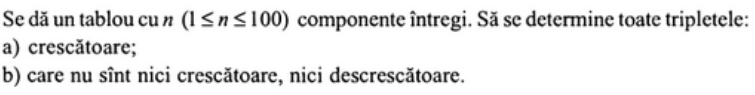 Se dă un tablou cu n (1 ≤ n ≤ 100) componente întregi. Să se determine toate tripletele:
a) crescătoare;
b) care nu sînt nici crescătoare, nici descrescătoare.